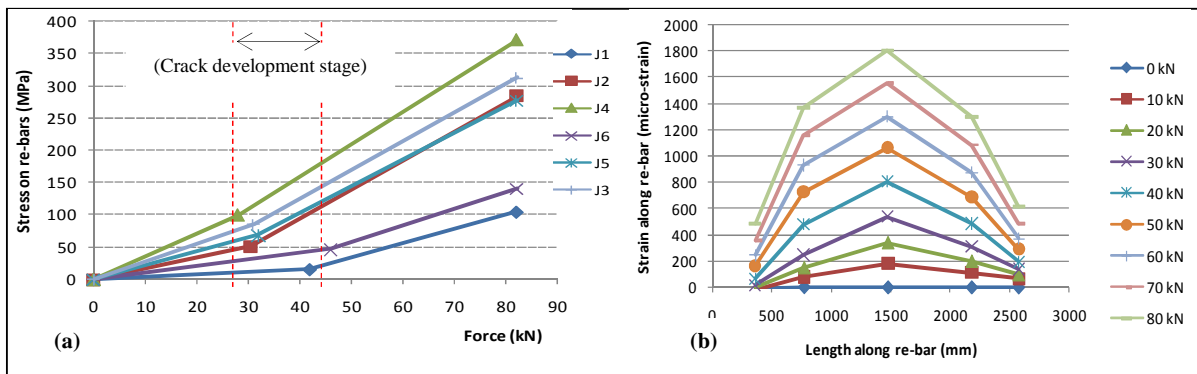 400
350
300
250
200
150
100
50
0
Stress on re-bars (MPa)
0 10 20 30 40 50 60 70 80 90
Force (kN)
(Crack development stage)
J1
J2
J4
J6
J5
J3
(a)
2000
1800
1600
1400
1200
1000
800
600
400
200
0
Strain along re-bar (micro-strain)
0 500 1000 1500 2000 2500 3000
Length along re-bar (mm)
0 kN
10 kN
20 kN
30 kN
40 kN
50 kN
60 kN
70 kN
80 kN
(b)